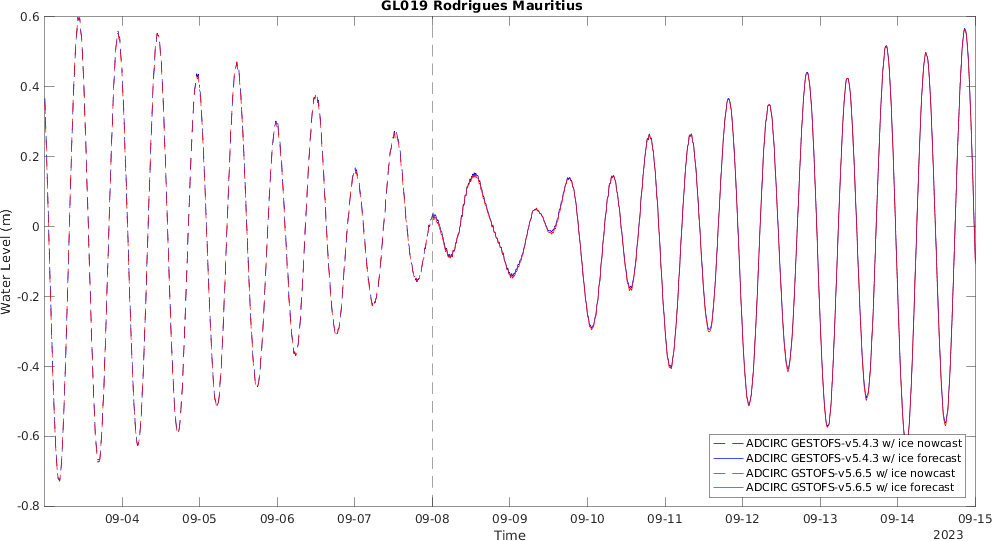 GL019 Rodrigues Mauritius
0.6
0.4
0.2
0
-0.2
-0.4
-0.6
-0.8
Water Level (m)
ADCIRC GESTOFS-v5.4.3 w/ ice nowcast
ADCIRC GESTOFS-v5.4.3 w/ ice forecast
ADCIRC GSTOFS-v5.6.5 w/ ice nowcast
ADCIRC GSTOFS-v5.6.5 w/ ice forecast
09-04 09-05 09-06 09-07 09-08 09-09 09-10 09-11 09-12 09-13 09-14 09-15
Time
2023